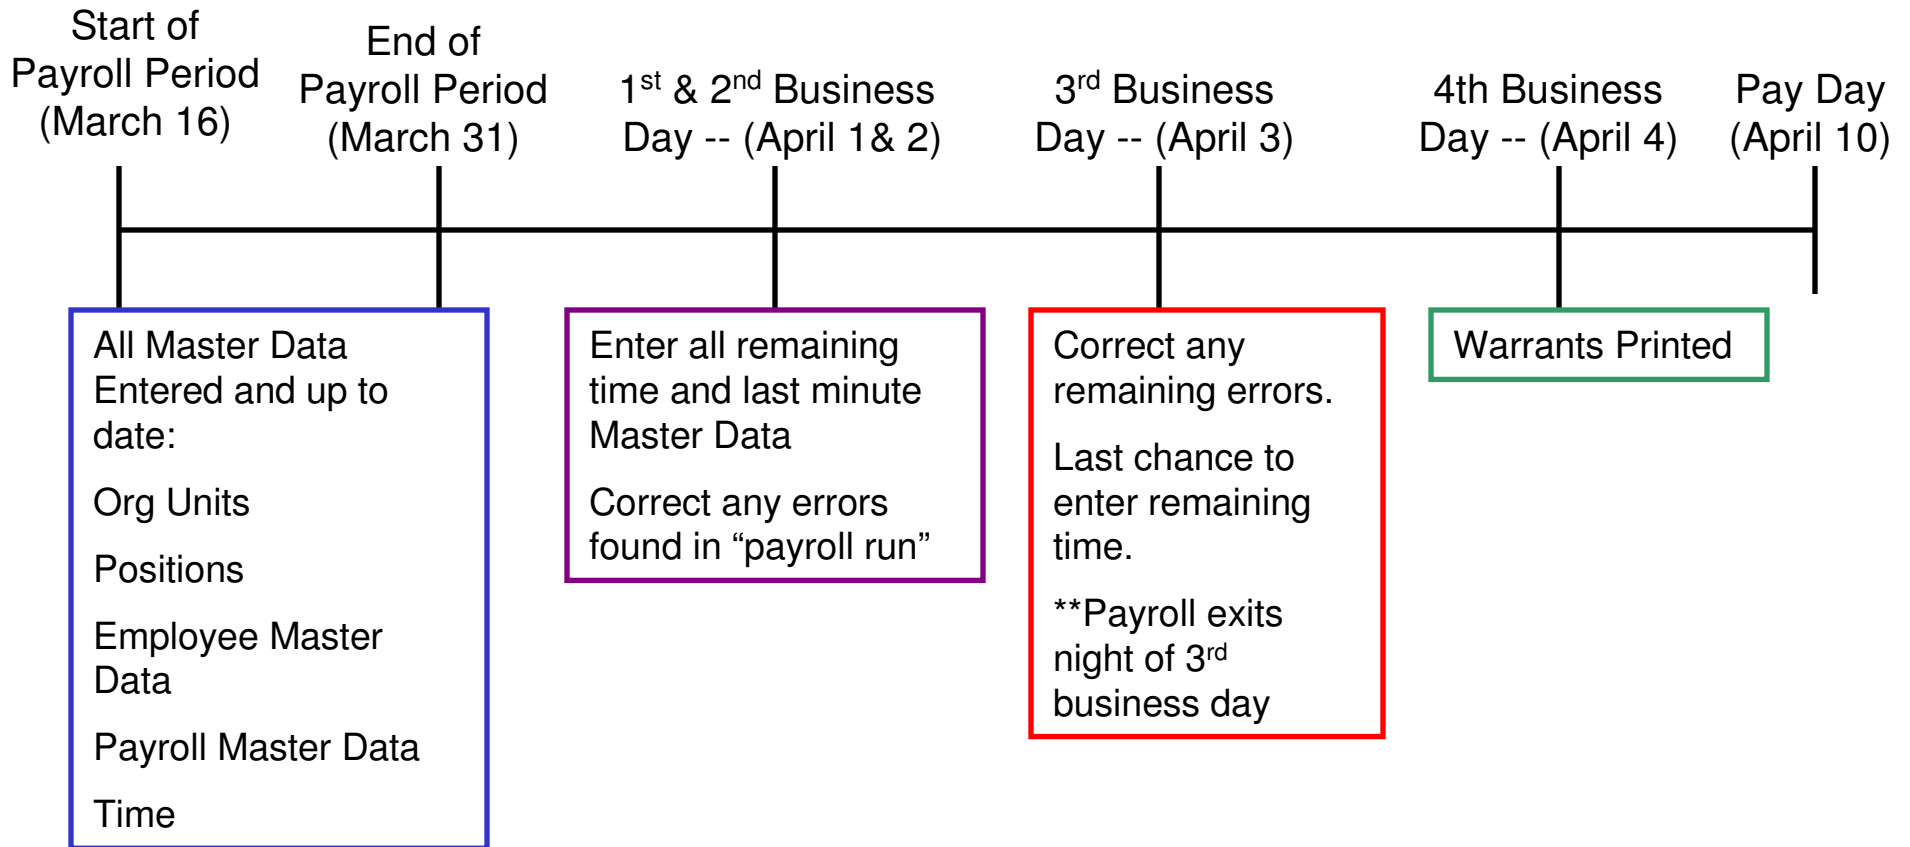 Start of
Payroll Period
(March 16)
End of
Payroll Period
(March 31)
1st & 2nd Business
Day -- (April 1& 2)
3rd Business
Day -- (April 3)
4th Business
Day -- (April 4)
Pay Day
(April 10)
All Master Data
Entered and up to
date:
Org Units
Positions
Employee Master
Data
Payroll Master Data
Time
Enter all remaining
time and last minute
Master Data
Correct any errors
found in “payroll run”
Correct any
remaining errors.
Last chance to
enter remaining
time.
**Payroll exits
night of 3rd
business day
Warrants Printed